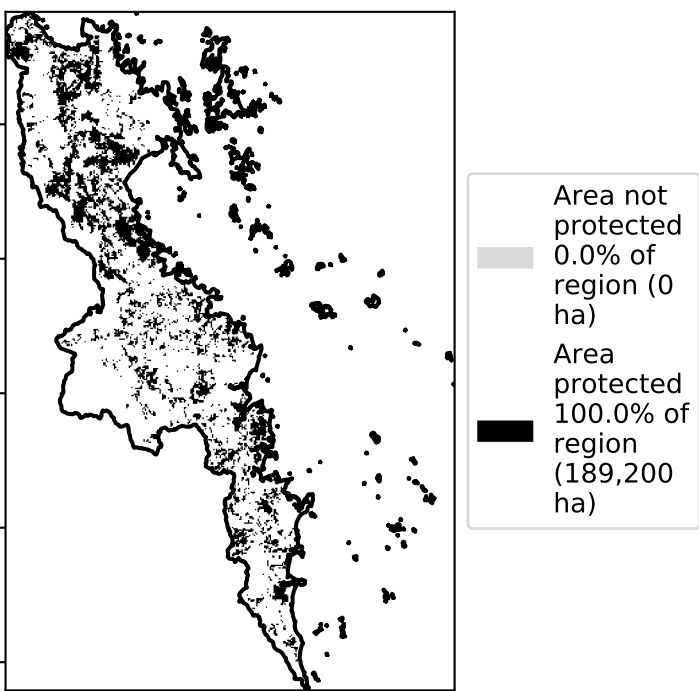 Area not
protected
0.0% of
region (0
ha)
Area
protected
100.0% of
region
(189,200
ha)